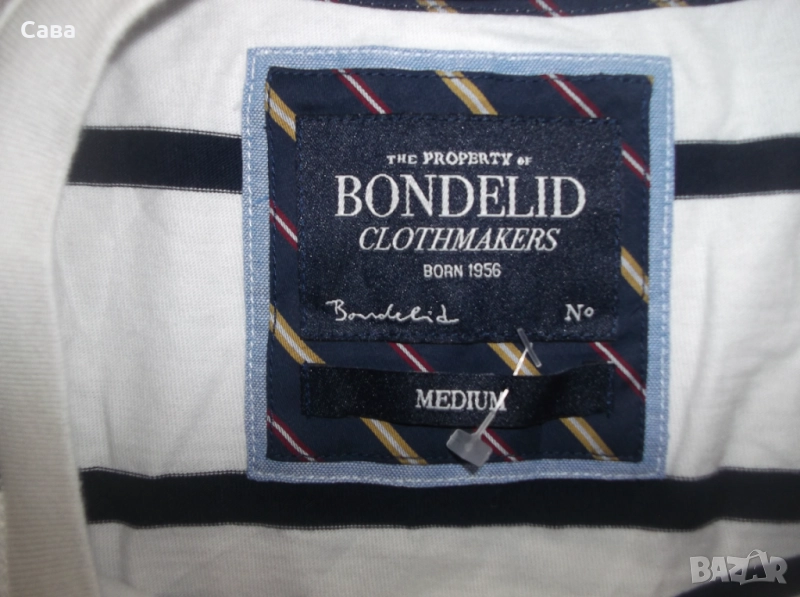 Сава
THE PROPERTY OF
BONDELID
CLOTHMAKERS
BORN 1956
Bondelid Nº
MEDIUM
BAZAR